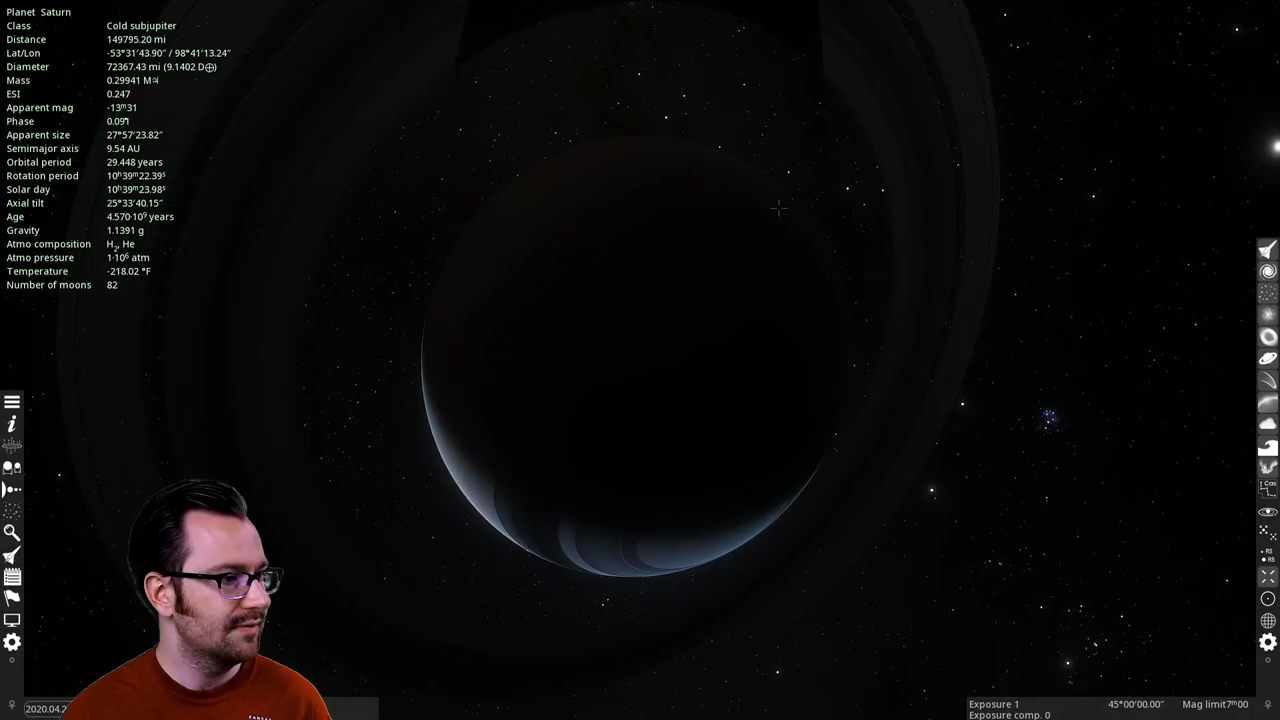 Planet Saturn
Class Cold subjupiter
Distance 149795.20 mi
Lat/Lon -53°31′43.90″ / 98°41′13.24″
Diameter 72367.43 mi (9.1402 D⊕)
Mass 0.29941 M♃
ESI 0.247
Apparent mag -13ᵐ31
Phase
Apparent size 27°57′23.82″
Semimajor axis 9.54 AU
Orbital period 29.448 years
Rotation period 10ʰ39ᵐ22.39ˢ
Solar day 10ʰ39ᵐ23.98ˢ
Axial tilt 25°33′40.15″
Age 4.570·10⁹ years
Gravity 1.1391 g
Atmo composition H₂, He
Atmo pressure 1·10⁶ atm
Temperature -218.02 °F
Number of moons 82
2020.04.2
KANSAS
Exposure 1 45°00′00.00″ Mag limit7ᵐ00
Exposure comp. 0